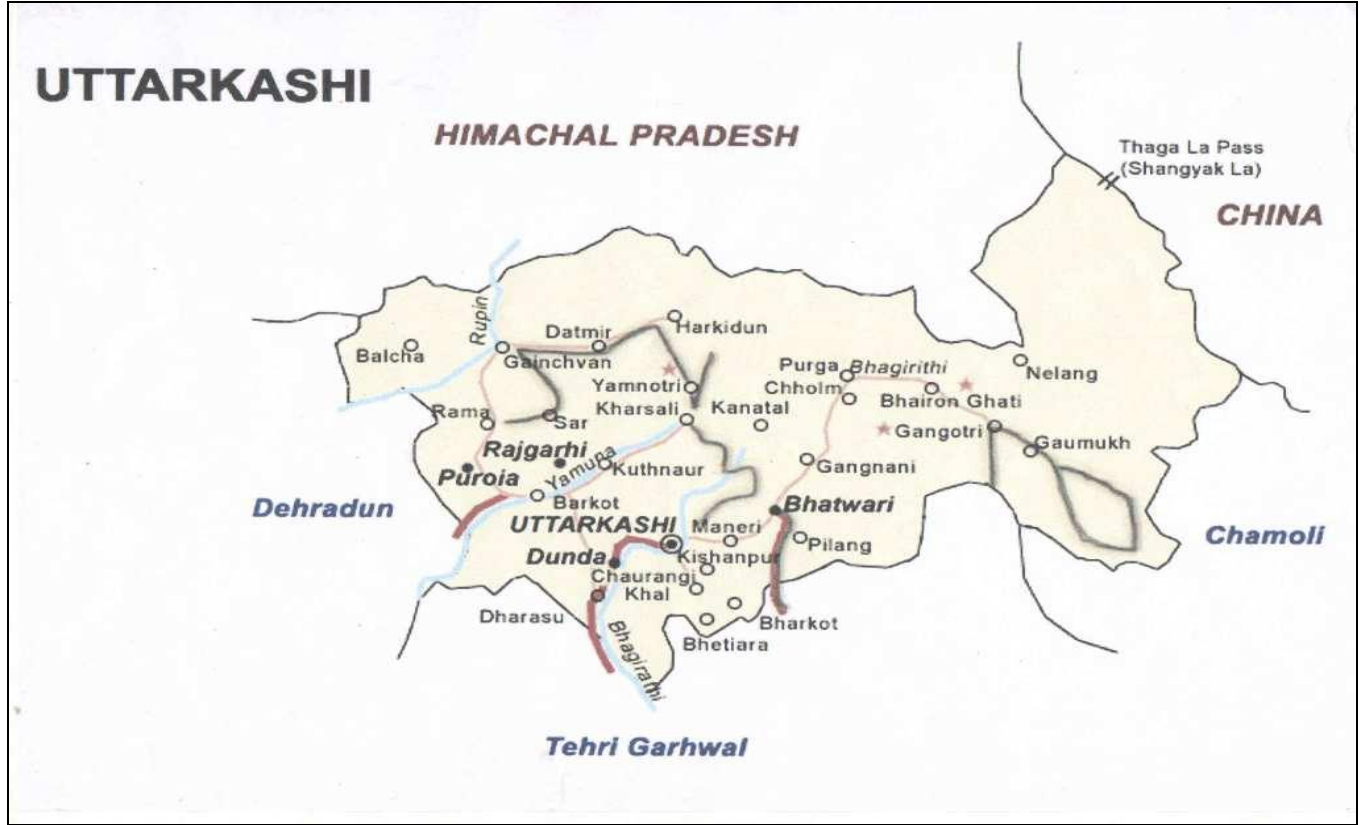 UTTARKASHI
HIMACHAL PRADESH
Thaga La Pass
(Shangyak La)
CHINA
Rupin
Balcha
Datmir
Harkidun
Gainchvan
Purga
Bhagirithi
Nelang
Yamnotri
Chholm
Bhairon Ghati
Rama
Sar
Kharsali
Kanatal
Gangotri
Gaumukh
Rajgarhi
Puroia
Yamuna
Kuthnaur
Gangnani
Barkot
Bhatwari
Dehradun
UTTARKASHI
Maneri
Pilang
Chamoli
Dunda
Kishanpur
Chaurangi
Khal
Dharasu
Bharkot
Bhetiara
Bhagirathi
Tehri Garhwal